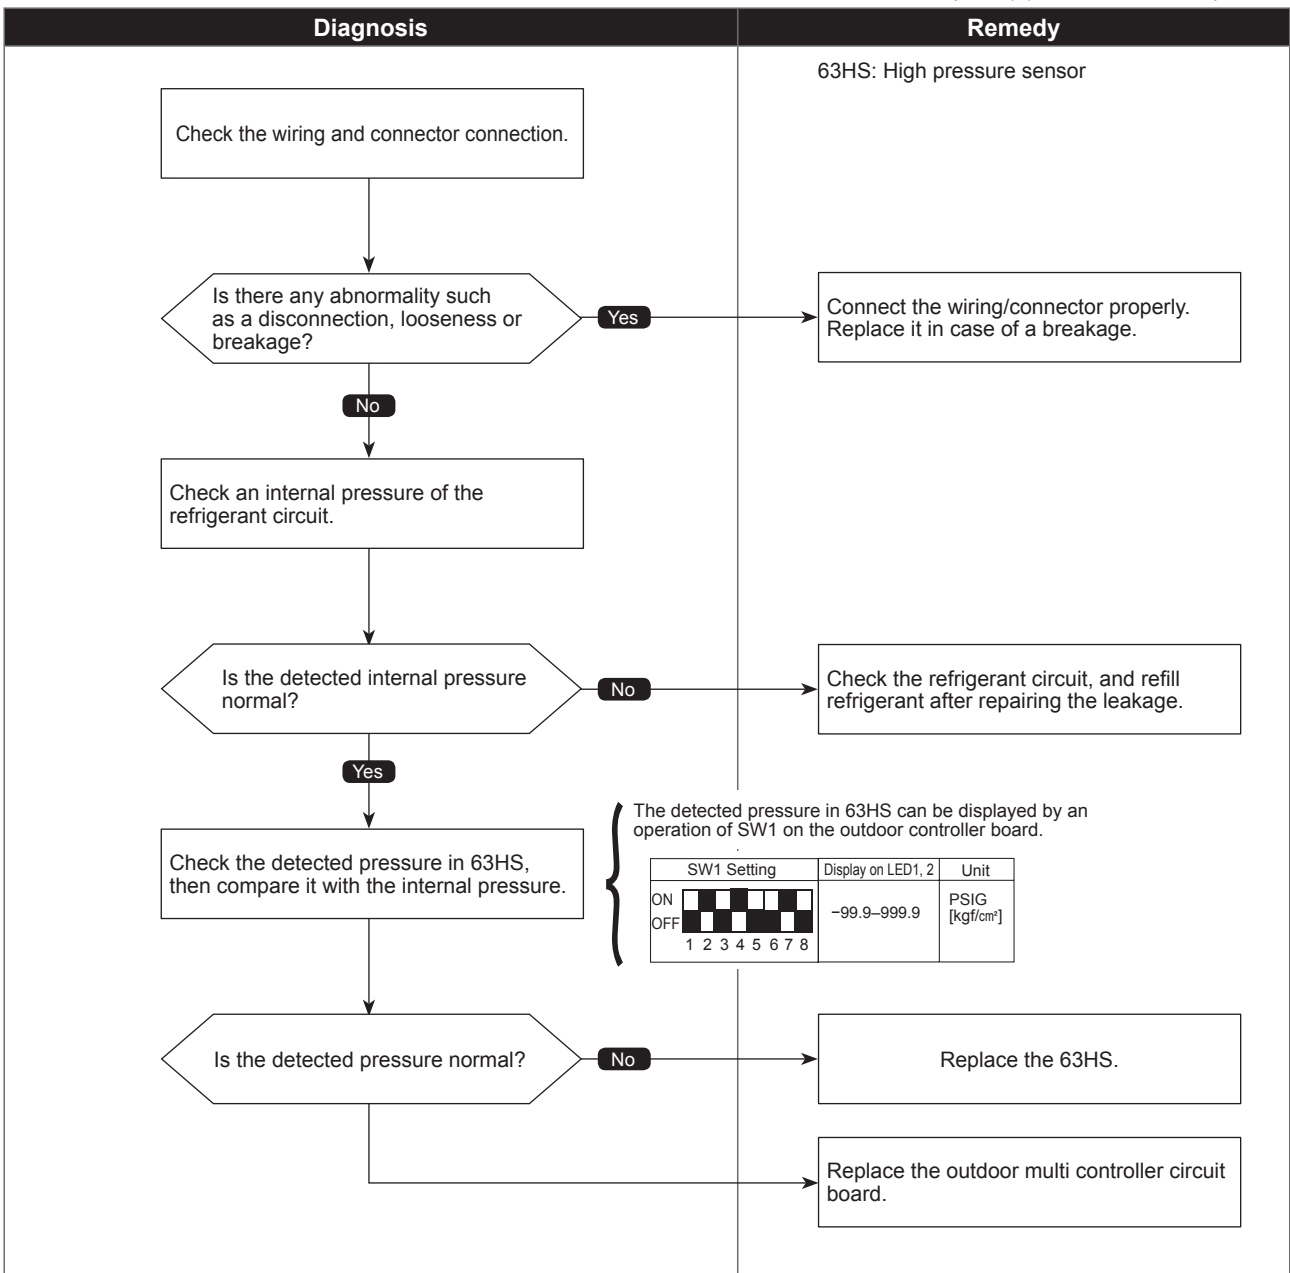 Diagnosis
Remedy
63HS: High pressure sensor
Check the wiring and connector connection.
Is there any abnormality such
as a disconnection, looseness or
breakage?
Yes
Connect the wiring/connector properly.
Replace it in case of a breakage.
No
Check an internal pressure of the
refrigerant circuit.
Is the detected internal pressure
normal?
No
Check the refrigerant circuit, and refill
refrigerant after repairing the leakage.
Yes
The detected pressure in 63HS can be displayed by an
operation of SW1 on the outdoor controller board.
Check the detected pressure in 63HS,
then compare it with the internal pressure.
SW1 Setting
Display on LED1, 2
Unit
ON
OFF
1 2 3 4 5 6 7 8
−99.9–999.9
PSIG
[kgf/cm²]
Is the detected pressure normal?
No
Replace the 63HS.
Replace the outdoor multi controller circuit
board.